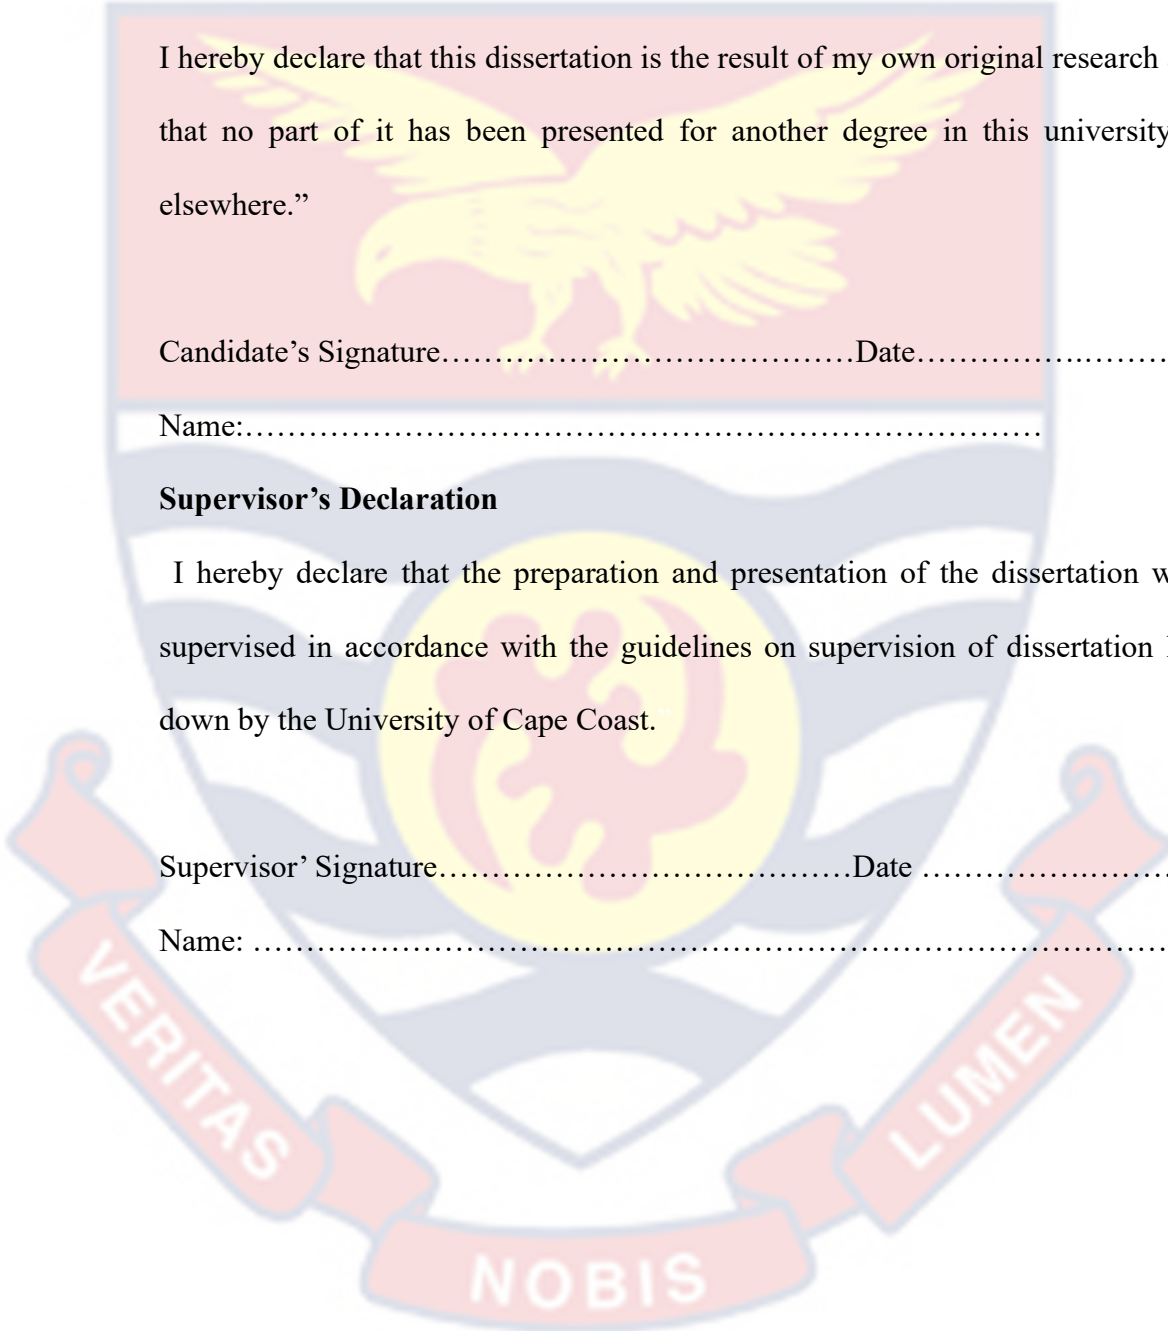 I hereby declare that this dissertation is the result of my own original research
that no part of it has been presented for another degree in this university
elsewhere.”
Candidate’s Signature…………………………………Date…………………
Name:…………………………………………………………………
Supervisor’s Declaration
I hereby declare that the preparation and presentation of the dissertation
supervised in accordance with the guidelines on supervision of dissertation
down by the University of Cape Coast.”
Supervisor’ Signature…………………………………Date …………………
Name: ……………………………………………………………………………
VERITAS
NOBIS
LUMEN